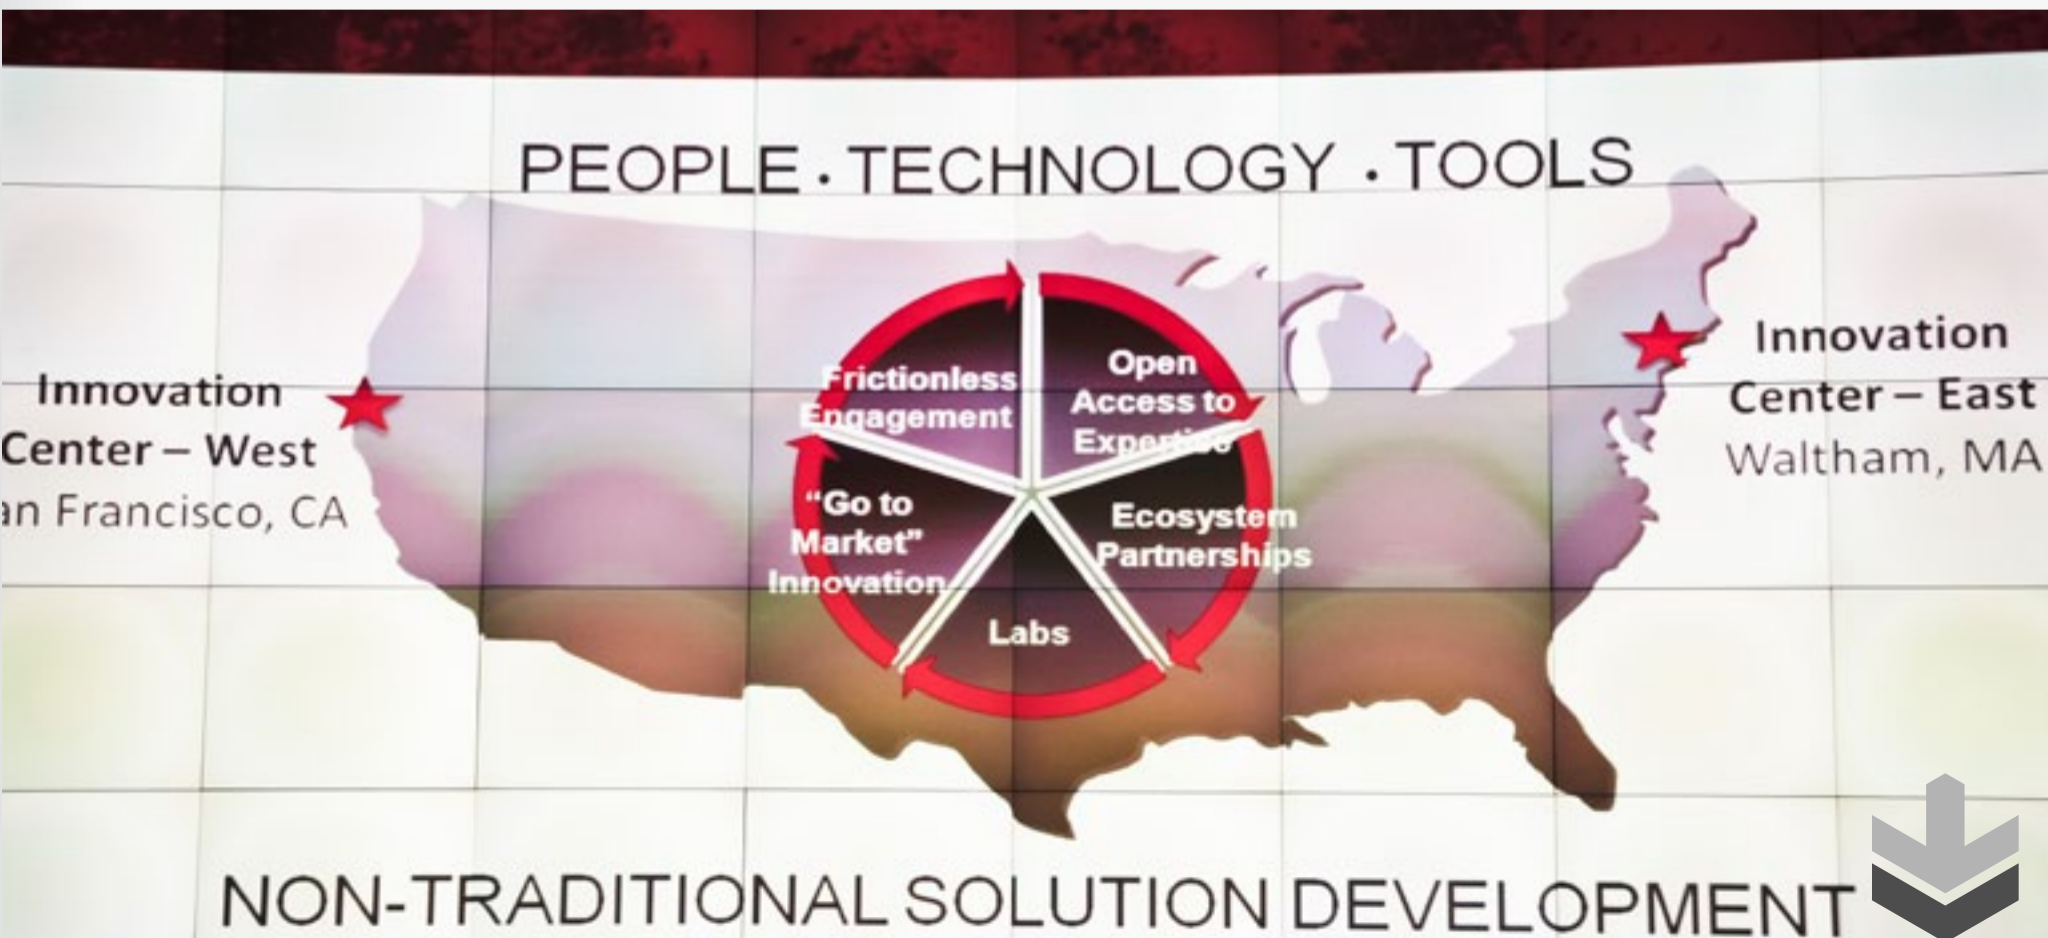 PEOPLE · TECHNOLOGY · TOOLS
Innovation
Center – West
an Francisco, CA
Frictionless
Engagement
Open
Access to
Expertise
Ecosystem
Partnerships
Labs
“Go to
Market”
Innovation
Innovation
Center – East
Waltham, MA
NON-TRADITIONAL SOLUTION DEVELOPMENT